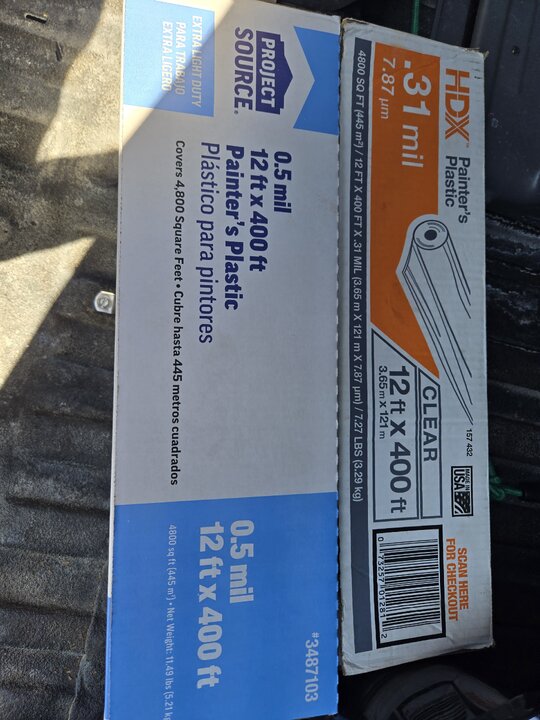 EXTRA LIGHT DUTY
PARA TRABAJO
EXTRA LIGERO
PROJECT
SOURCE®
0.5 mil
12 ft x 400 ft
Painter's Plastic
Plástico para pintores
Covers 4,800 Square Feet • Cubre hasta 445 metros cuadrados
0.5 mil
12 ft x 400 ft
4800 sq ft (445 m²) • Net Weight: 11.49 lbs (5.21 k
#3487103
HDX™
Painter's
Plastic
.31 mil
7.87 µm
4800 SQ FT (445 m²) / 12 FT X 400 FT X .31 MIL (3.65 m X 121 m X 7.87 µm) / 7.27 LBS (3.29 kg)
CLEAR
12 ft x 400 ft
3.65 m x 121 m
157 432
MADE IN
USA
SCAN HERE
FOR CHECKOUT
0 73257 01281 2